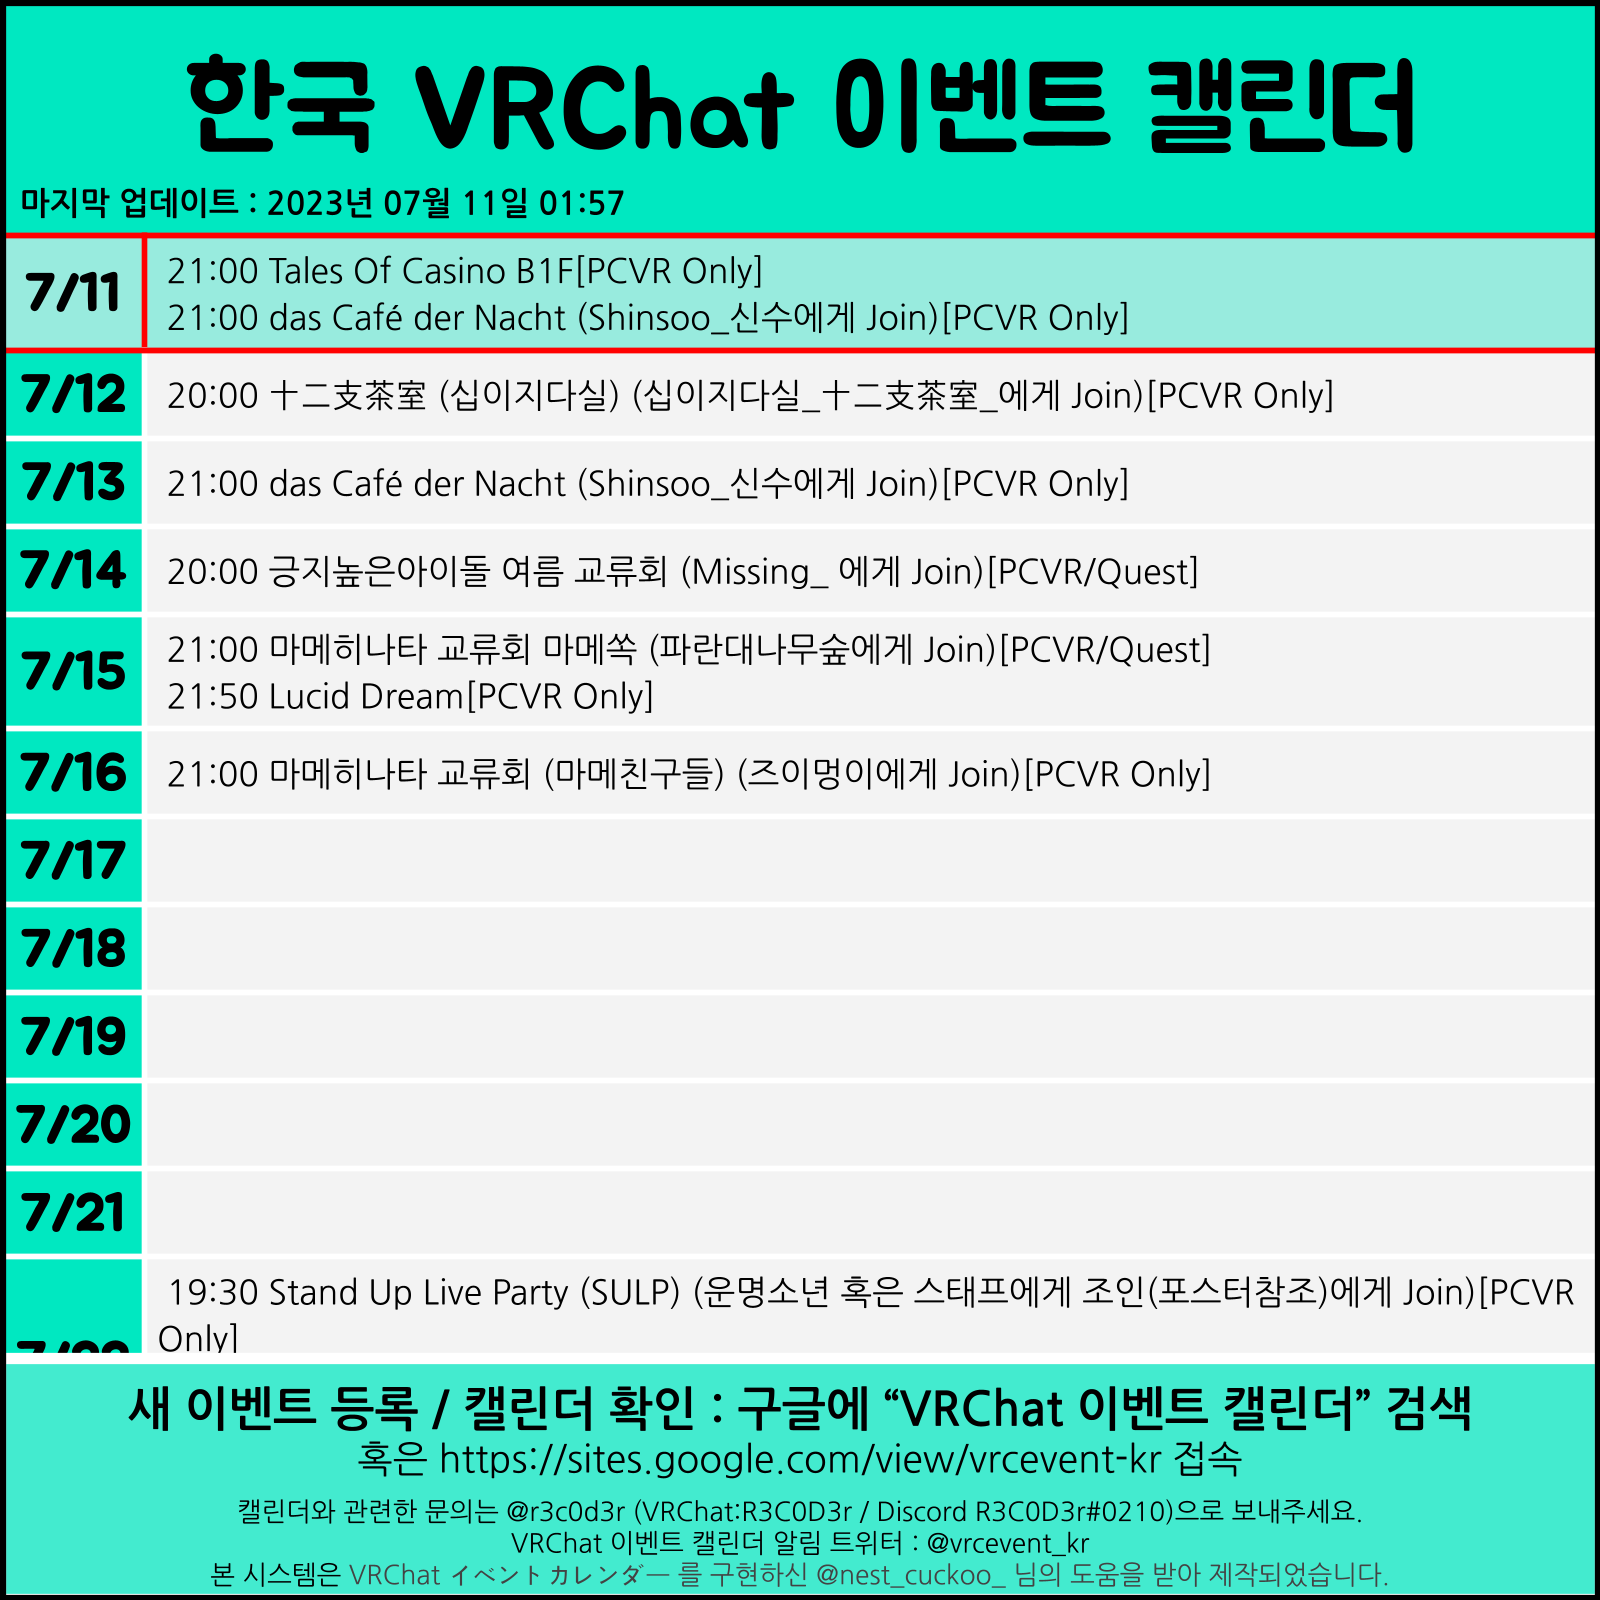 한국 VRChat 이벤트 캘린더
마지막 업데이트 : 2023년 07월 11일 01:57
7/11
21:00 Tales Of Casino B1F[PCVR Only]
21:00 das Café der Nacht (Shinsoo_신수에게 Join)[PCVR Only]
7/12
20:00 十二支茶室 (십이지다실) (십이지다실_十二支茶室_에게 Join)[PCVR Only]
7/13
21:00 das Café der Nacht (Shinsoo_신수에게 Join)[PCVR Only]
7/14
20:00 긍지높은아이돌 여름 교류회 (Missing_ 에게 Join)[PCVR/Quest]
7/15
21:00 마메히나타 교류회 마메쏙 (파란대나무숲에게 Join)[PCVR/Quest]
21:50 Lucid Dream[PCVR Only]
7/16
21:00 마메히나타 교류회 (마메친구들) (즈이멍이에게 Join)[PCVR Only]
7/17
7/18
7/19
7/20
7/21
19:30 Stand Up Live Party (SULP) (운명소년 혹은 스태프에게 조인(포스터참조)에게 Join)[PCVR
Only]
새 이벤트 등록 / 캘린더 확인 : 구글에 “VRChat 이벤트 캘린더” 검색
혹은 https://sites.google.com/view/vrcevent-kr 접속
캘린더와 관련한 문의는 @r3c0d3r (VRChat:R3C0D3r / Discord R3C0D3r#0210)으로 보내주세요.
VRChat 이벤트 캘린더 알림 트위터 : @vrcevent_kr
본 시스템은 VRChat イベントカレンダー 를 구현하신 @nest_cuckoo_ 님의 도움을 받아 제작되었습니다.